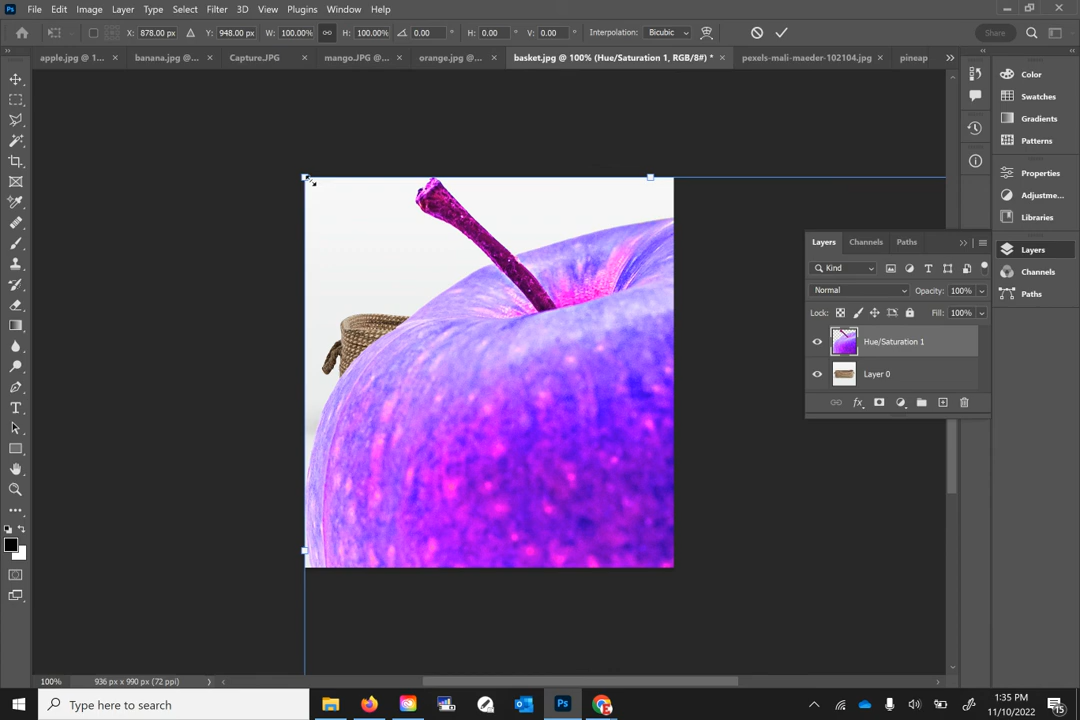 Ps File Edit Image Layer Type Select Filter 3D View Plugins Window Help
X: 878.00 px Y: 948.00 px W: 100.00% H: 100.00% 0.00 ° H: 0.00 ° V: 0.00 ° Interpolation: Bicubic Share
apple.jpg @ 1... × banana.jpg @... × Capture.JPG × mango.JPG @ ... × orange.jpg @... × basket.jpg @ 100% (Hue/Saturation 1, RGB/8#) * × pexels-mali-maeder-102104.jpg × pineap
Color
Swatches
Gradients
Patterns
Properties
Adjustme...
Libraries
Layers
Channels
Paths
Layers Channels Paths
Kind
Normal Opacity: 100%
Lock: Fill: 100%
Hue/Saturation 1
Layer 0
fx
100% 936 px x 990 px (72 ppi)
Type here to search
Ps
1:35 PM
11/10/2022
15